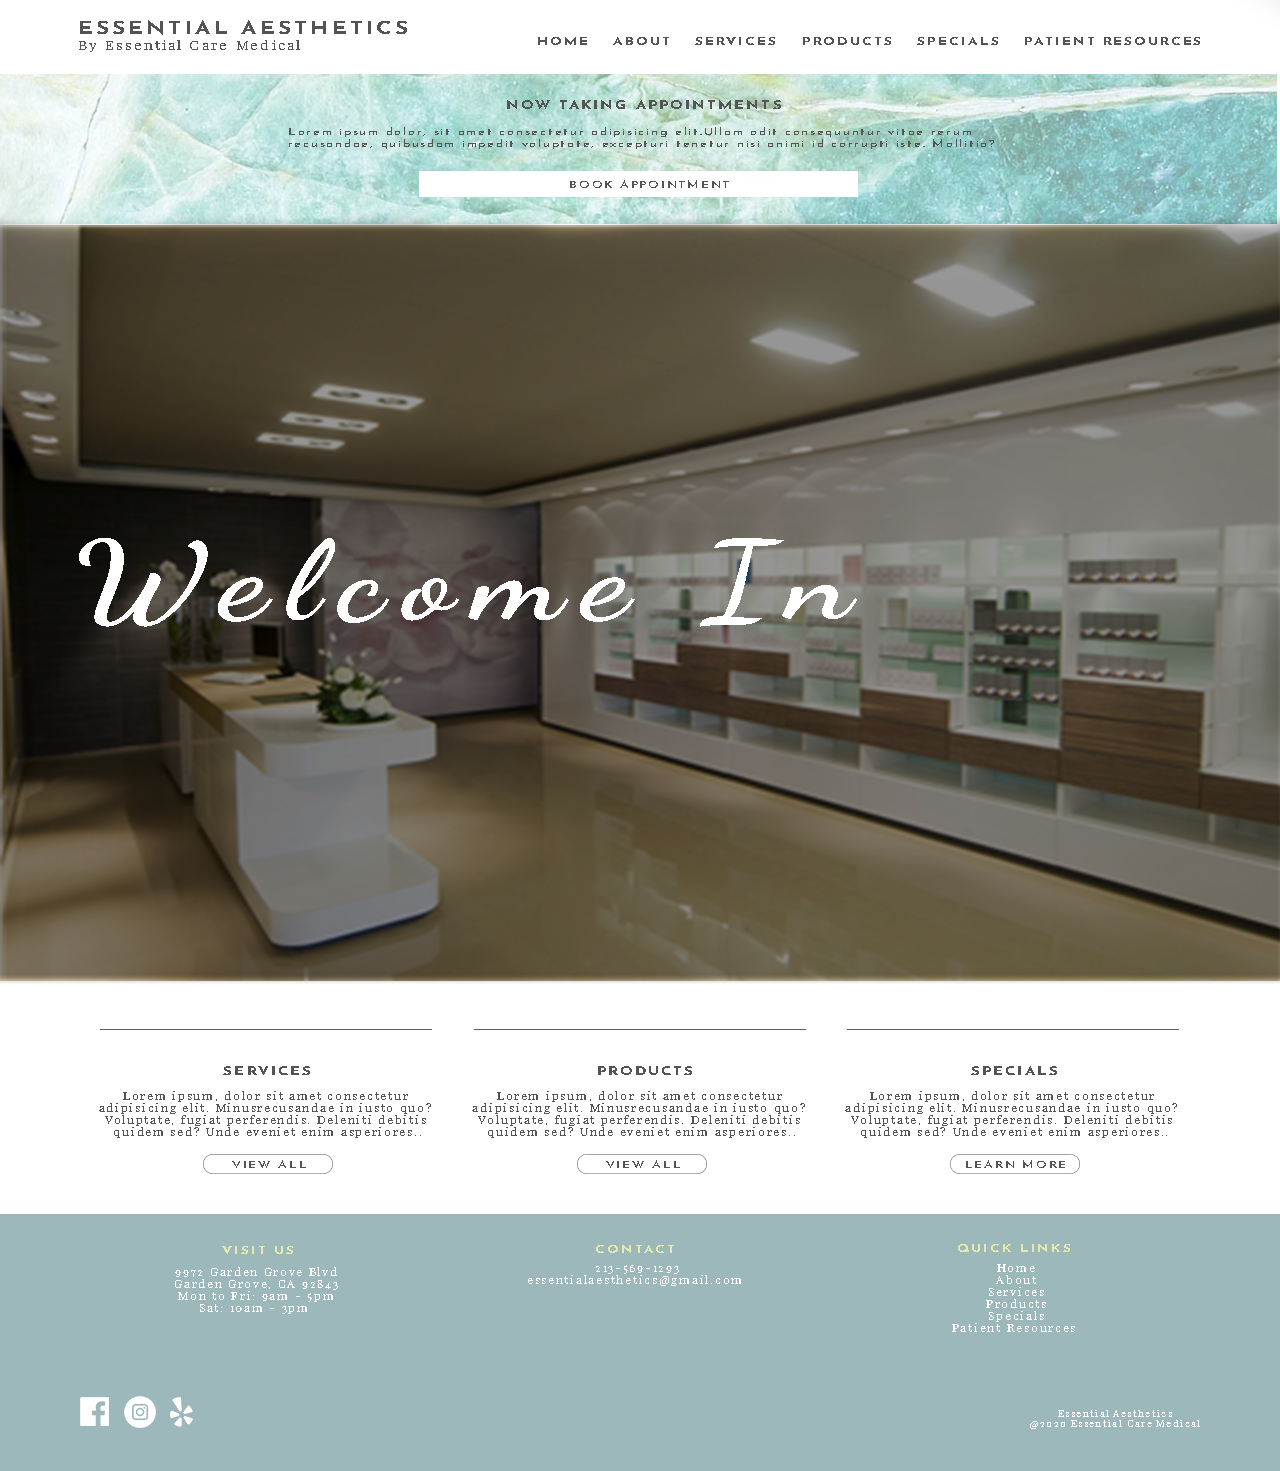 ESSENTIAL AESTHETICS
By Essential Care Medical
HOME ABOUT SERVICES PRODUCTS SPECIALS PATIENT RESOURCES
NOW TAKING APPOINTMENTS
Lorem ipsum dolor, sit amet consectetur adipisicing elit.Ullam odit consequuntur vitae rerum
recusandae, quibusdam impedit voluptate, excepturi tenetur nisi animi id corrupti iste. Mollitia?
BOOK APPOINTMENT
Welcome In
SERVICES
Lorem ipsum, dolor sit amet consectetur
adipisicing elit. Minusrecusandae in iusto quo?
Voluptate, fugiat perferendis. Deleniti debitis
quidem sed? Unde eveniet enim asperiores..
VIEW ALL
PRODUCTS
Lorem ipsum, dolor sit amet consectetur
adipisicing elit. Minusrecusandae in iusto quo?
Voluptate, fugiat perferendis. Deleniti debitis
quidem sed? Unde eveniet enim asperiores..
VIEW ALL
SPECIALS
Lorem ipsum, dolor sit amet consectetur
adipisicing elit. Minusrecusandae in iusto quo?
Voluptate, fugiat perferendis. Deleniti debitis
quidem sed? Unde eveniet enim asperiores..
LEARN MORE
VISIT US
9972 Garden Grove Blvd
Garden Grove, CA 92843
Mon to Fri: 9am - 5pm
Sat: 10am - 3pm
CONTACT
213-569-1293
essentialaesthetics@gmail.com
QUICK LINKS
Home
About
Services
Products
Specials
Patient Resources
Essential Aesthetics
@2020 Essential Care Medical